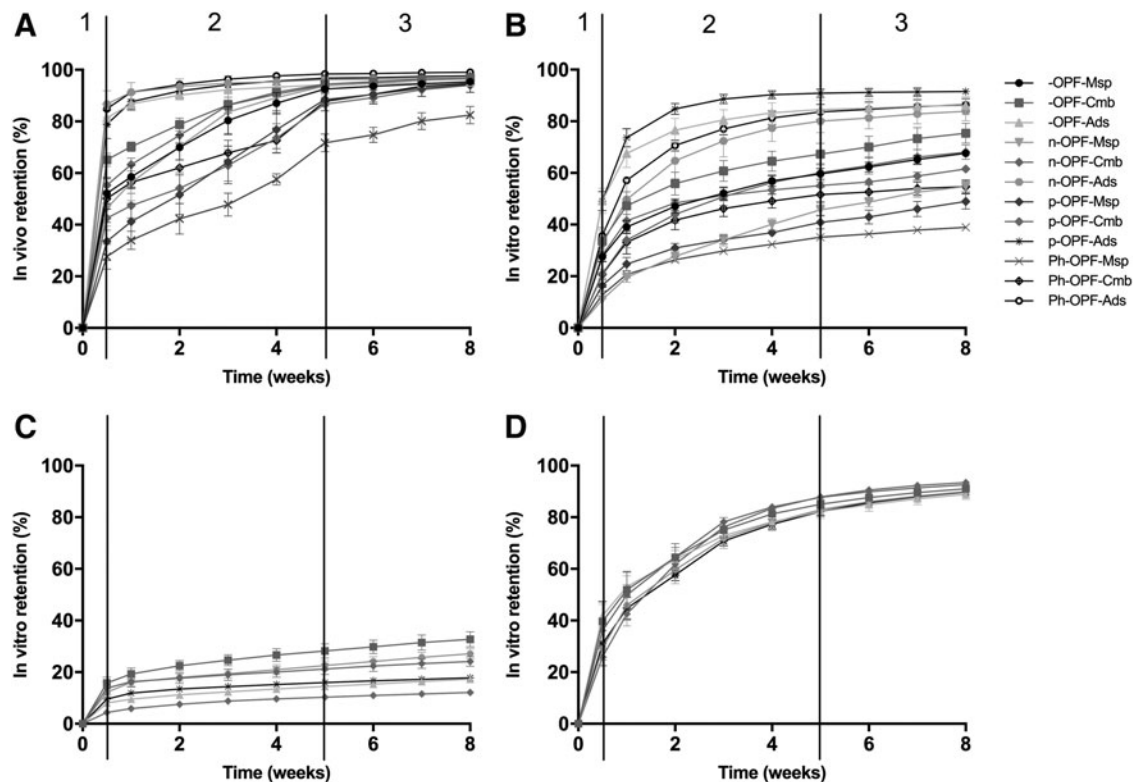 A
B
1
2
3
1
2
3
In vivo retention (%)
100
80
60
40
20
0
0
2
4
6
8
Time (weeks)
In vitro retention (%)
100
80
60
40
20
0
0
2
4
6
8
Time (weeks)
-OPF-Msp
-OPF-Cmb
-OPF-Ads
n-OPF-Msp
n-OPF-Cmb
n-OPF-Ads
p-OPF-Msp
p-OPF-Cmb
p-OPF-Ads
Ph-OPF-Msp
Ph-OPF-Cmb
Ph-OPF-Ads
C
D
In vitro retention (%)
100
80
60
40
20
0
0
2
4
6
8
Time (weeks)
In vitro retention (%)
100
80
60
40
20
0
0
2
4
6
8
Time (weeks)